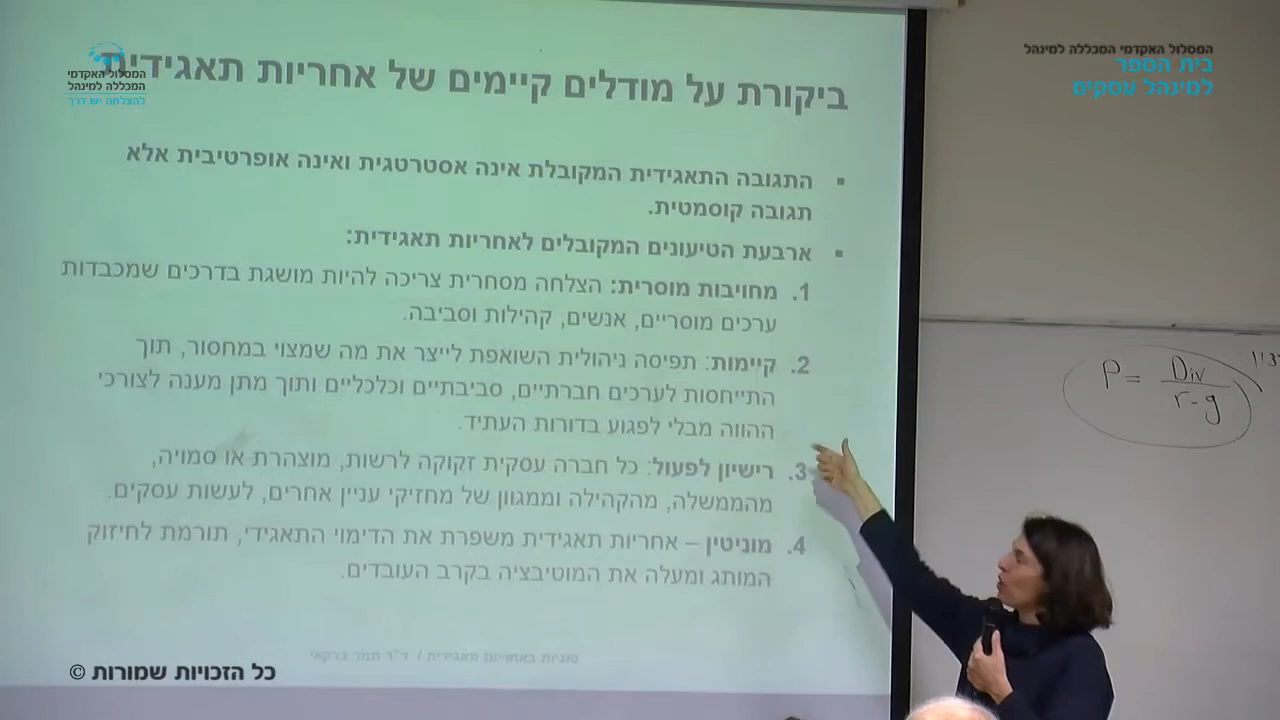 המסלול האקדמי המכללה למינהל
בית הספר
למינהל עסקים
המסלול האקדמי
המכללה למינהל
להצלחה יש דרך
ביקורת על מודלים קיימים של אחריות תאגידית
▪ התגובה התאגידית המקובלת אינה אסטרטגית ואינה אופרטיבית אלא
תגובה קוסמטית.
▪ ארבעת הטיעונים המקובלים לאחריות תאגידית:
1. מחויבות מוסרית: הצלחה מסחרית צריכה להיות מושגת בדרכים שמכבדות
ערכים מוסריים, אנשים, קהילות וסביבה.
2. קיימות: תפיסה ניהולית השואפת לייצר את מה שמצוי במחסור, תוך
התייחסות לערכים חברתיים, סביבתיים וכלכליים ותוך מתן מענה לצורכי
ההווה מבלי לפגוע בדורות העתיד.
3. רישיון לפעול: כל חברה עסקית זקוקה לרשות, מוצהרת או סמויה,
מהממשלה, מהקהילה וממגוון של מחזיקי עניין אחרים, לעשות עסקים.
4. מוניטין – אחריות תאגידית משפרת את הדימוי התאגידי, תורמת לחיזוק
המותג ומעלה את המוטיבציה בקרב העובדים.
סוגיות באחריות תאגידית / ד"ר תמר ברקאי
כל הזכויות שמורות ©
P = Div / r-g